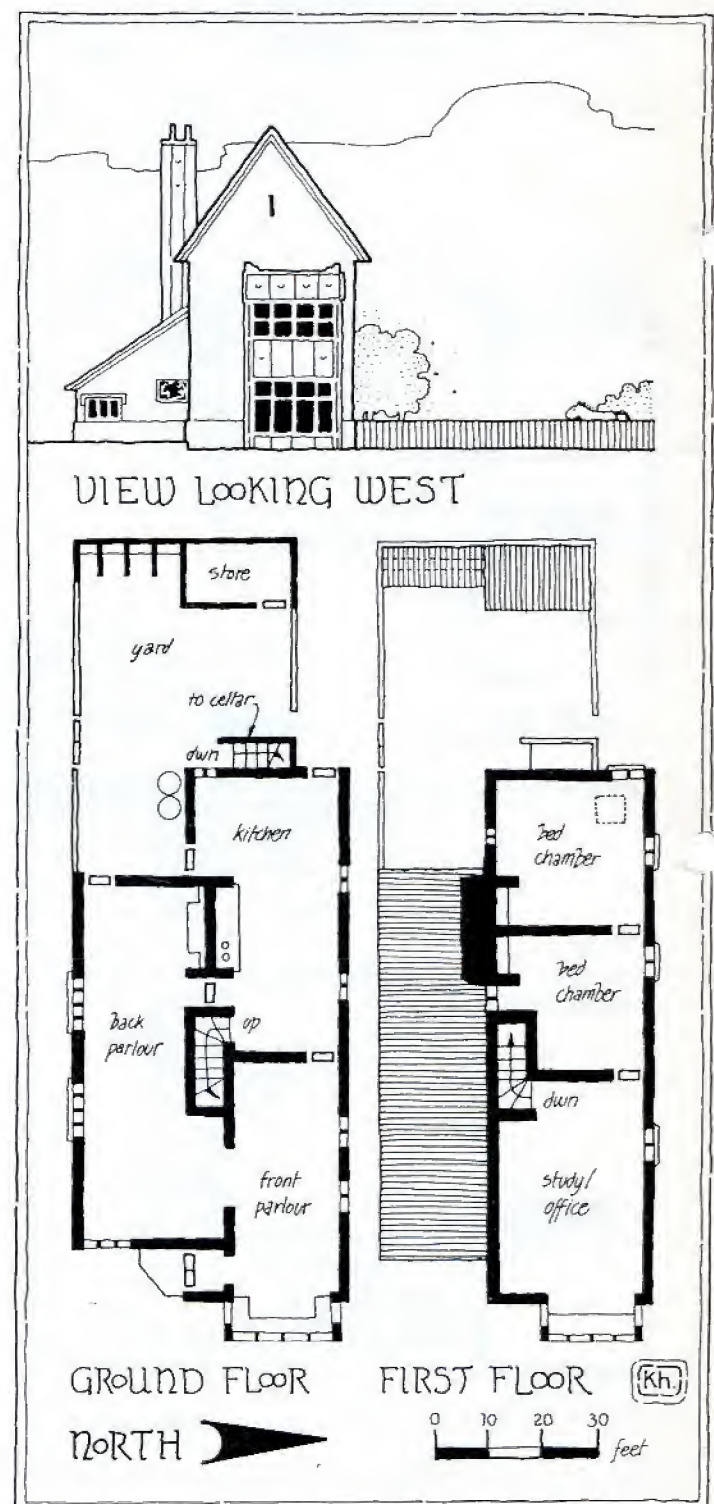 VIEW LOOKING WEST
store
yard
to cellar
dwn
kitchen
bed
chamber
bed
chamber
back
parlour
up
dwn
front
parlour
study/
office
GROUND FLOOR
FIRST FLOOR
Kh.
NORTH
0 10 20 30
feet